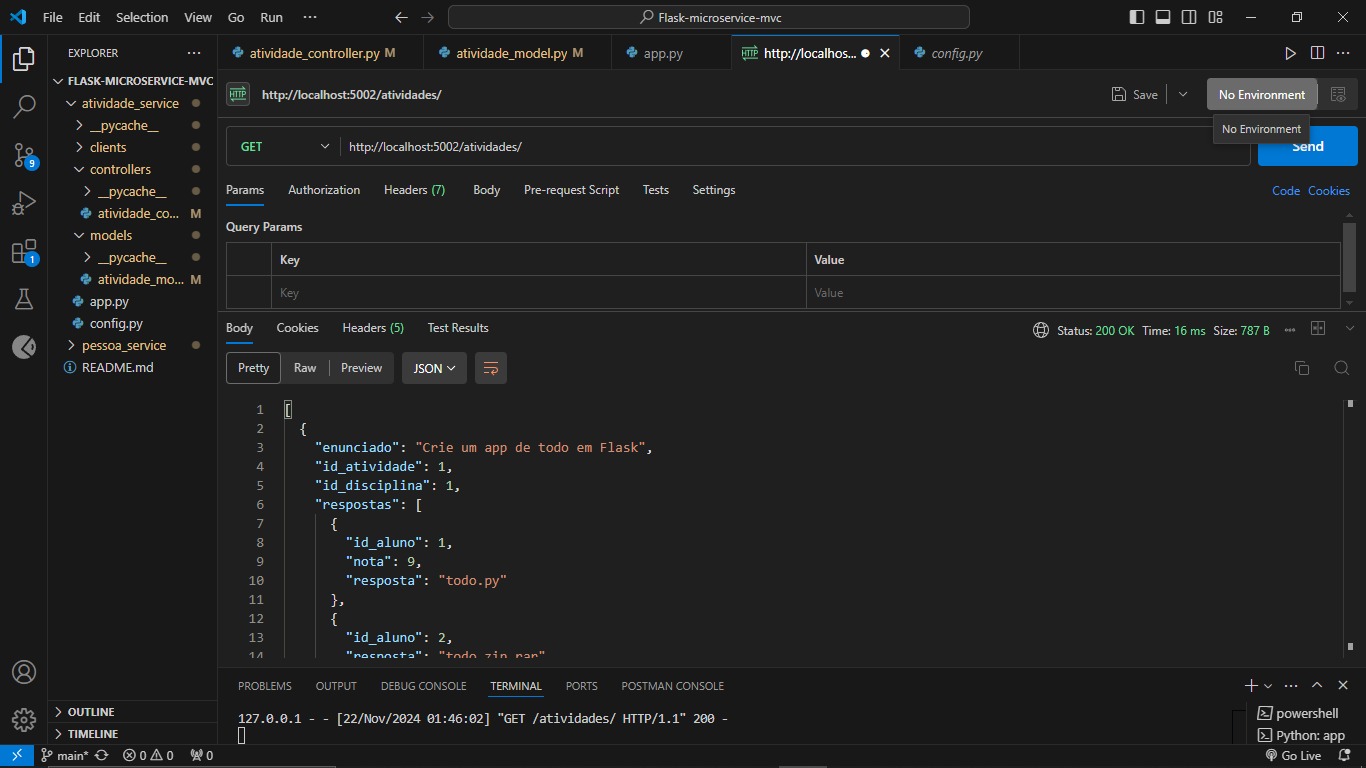 File Edit Selection View Go Run ··· Flask-microservice-mvc
EXPLORER ···
FLASK-MICROSERVICE-MVC
atividade_service
__pycache__
clients
controllers
__pycache__
atividade_co... M
models
__pycache__
atividade_mo... M
app.py
config.py
pessoa_service
README.md
OUTLINE
TIMELINE
9
1
atividade_controller.py M atividade_model.py M app.py HTTP http://localhos... config.py
HTTP http://localhost:5002/atividades/ Save No Environment
No Environment
GET http://localhost:5002/atividades/ Send
Params Authorization Headers (7) Body Pre-request Script Tests Settings Code Cookies
Query Params
Key Value
Key Value
Body Cookies Headers (5) Test Results Status: 200 OK Time: 16 ms Size: 787 B
Pretty Raw Preview JSON
1 [
2 {
3 "enunciado": "Crie um app de todo em Flask",
4 "id_atividade": 1,
5 "id_disciplina": 1,
6 "respostas": [
7 {
8 "id_aluno": 1,
9 "nota": 9,
10 "resposta": "todo.py"
11 },
12 {
13 "id_aluno": 2,
14 "resposta": "todo.zip.rar"
PROBLEMS OUTPUT DEBUG CONSOLE TERMINAL PORTS POSTMAN CONSOLE
127.0.0.1 - - [22/Nov/2024 01:46:02] "GET /atividades/ HTTP/1.1" 200 -
powershell
Python: app
main* 0 0 0 Go Live